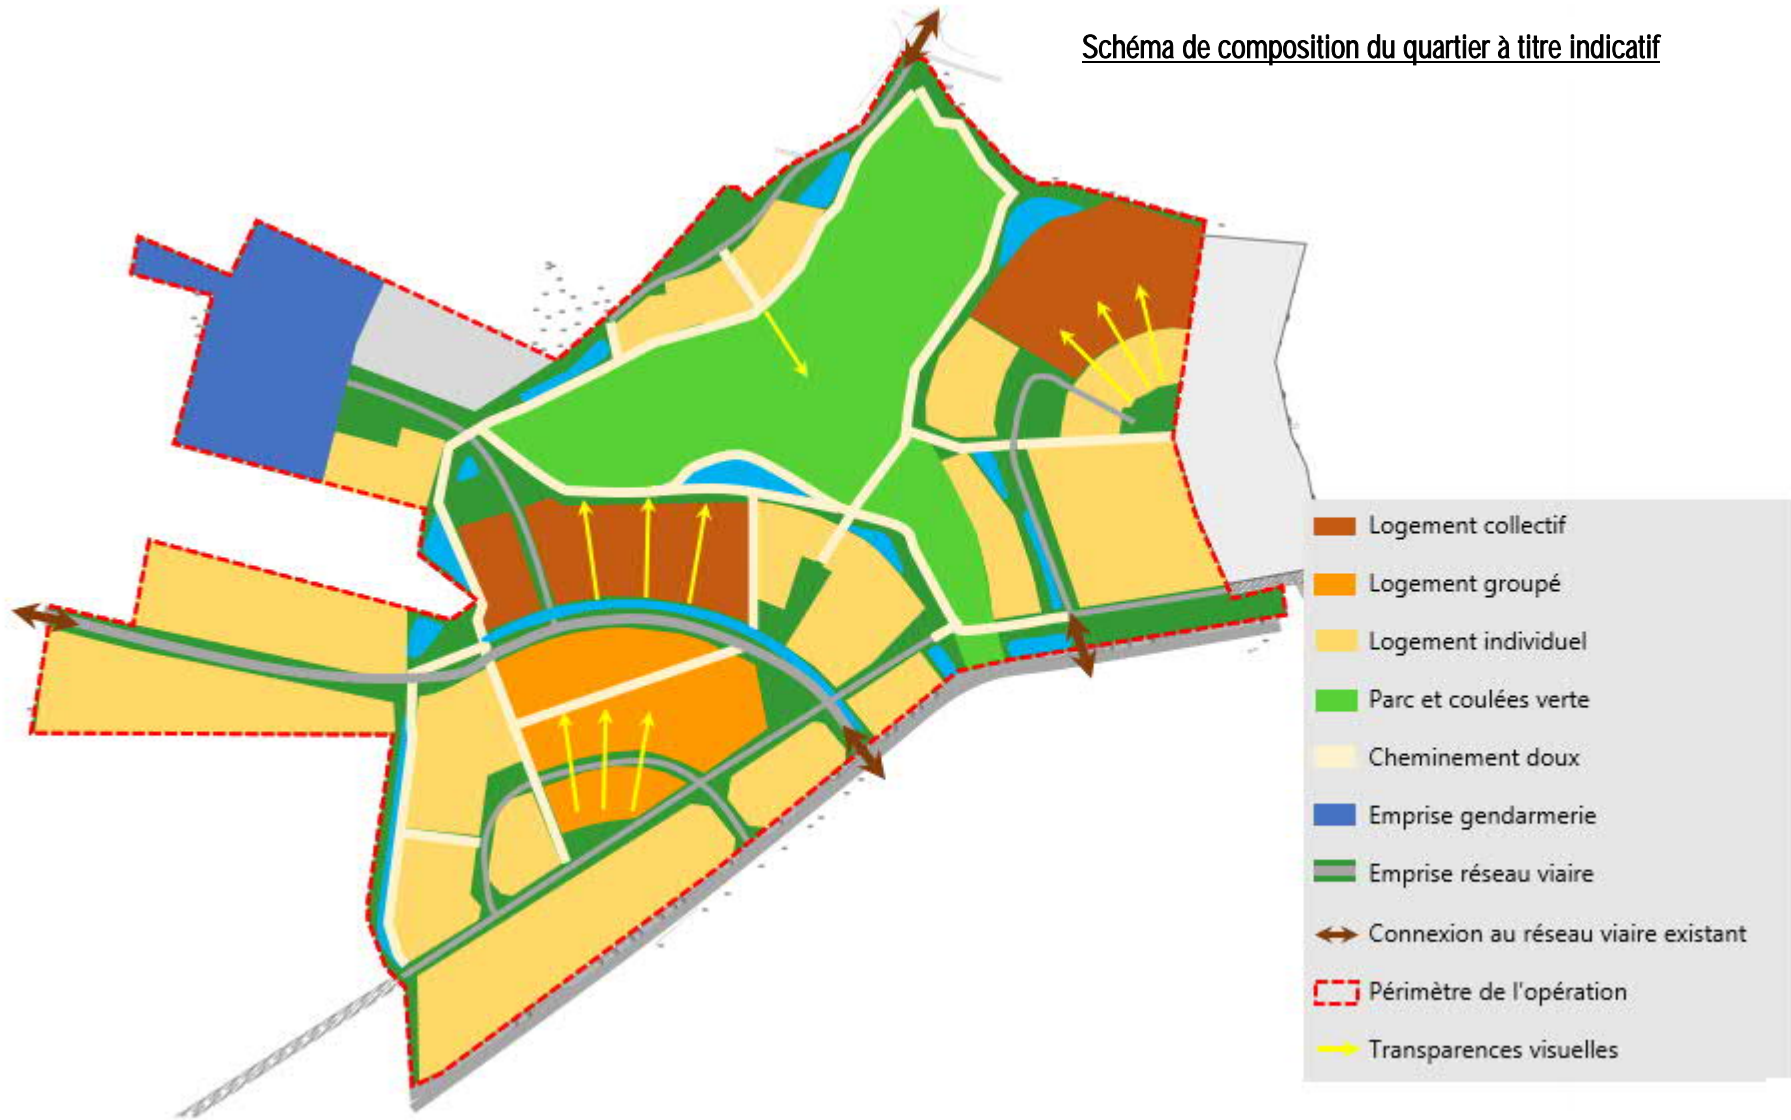 Schéma de composition du quartier à titre indicatif
Logement collectif
Logement groupé
Logement individuel
Parc et coulées verte
Cheminement doux
Emprise gendarmerie
Emprise réseau viaire
Connexion au réseau viaire existant
Périmètre de l'opération
Transparences visuelles